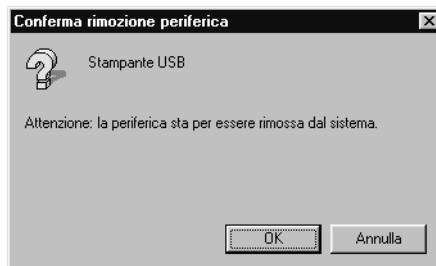 Conferma rimozione periferica
Stampante USB
Attenzione: la periferica sta per essere rimossa dal sistema.
OK
Annulla